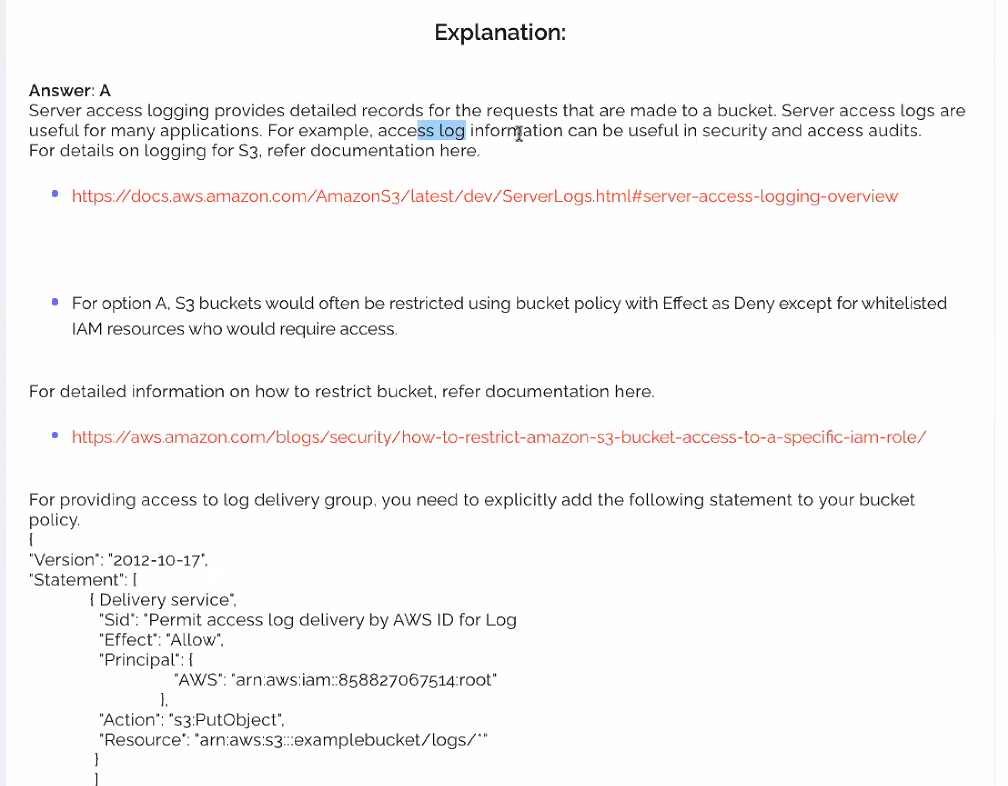 Explanation:
Answer: A
Server access logging provides detailed records for the requests that are made to a bucket. Server access logs are
useful for many applications. For example, access log information can be useful in security and access audits.
For details on logging for S3, refer documentation here.
https://docs.aws.amazon.com/AmazonS3/latest/dev/ServerLogs.html#server-access-logging-overview
For option A, S3 buckets would often be restricted using bucket policy with Effect as Deny except for whitelisted
IAM resources who would require access.
For detailed information on how to restrict bucket, refer documentation here.
https://aws.amazon.com/blogs/security/how-to-restrict-amazon-s3-bucket-access-to-a-specific-iam-role/
For providing access to log delivery group, you need to explicitly add the following statement to your bucket
policy.
{
"Version": "2012-10-17",
"Statement": [
{ Delivery service",
"Sid": "Permit access log delivery by AWS ID for Log
"Effect": "Allow",
"Principal": {
"AWS": "arn:aws:iam::858827067514:root"
},
"Action": "s3:PutObject",
"Resource": "arn:aws:s3:::examplebucket/logs/*"
}
]